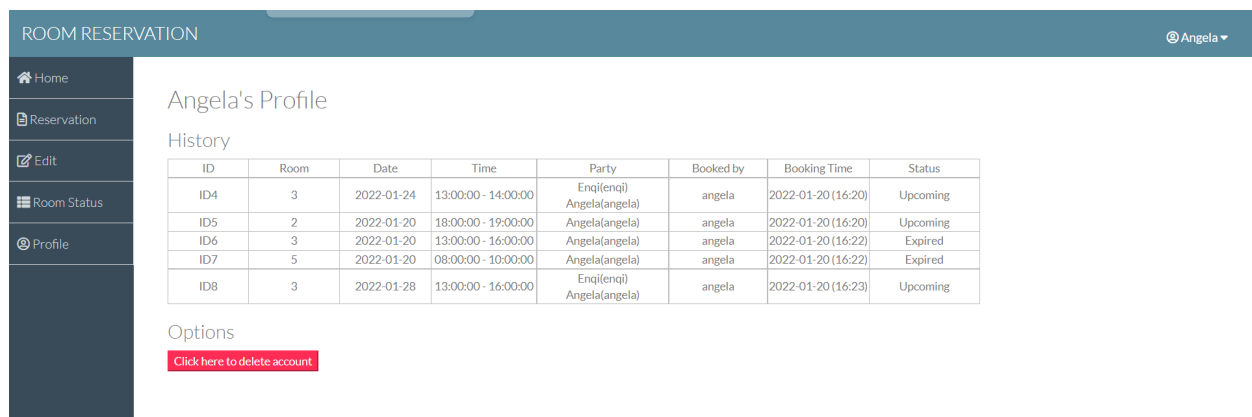 ROOM RESERVATION
Angela
Home
Reservation
Edit
Room Status
Profile
Angela's Profile
History
ID Room Date Time Party Booked by Booking Time Status
ID4 3 2022-01-24 13:00:00 - 14:00:00 Enqi(enqi) Angela(angela) angela 2022-01-20 (16:20) Upcoming
ID5 2 2022-01-20 18:00:00 - 19:00:00 Angela(angela) angela 2022-01-20 (16:20) Upcoming
ID6 3 2022-01-20 13:00:00 - 16:00:00 Angela(angela) angela 2022-01-20 (16:22) Expired
ID7 5 2022-01-20 08:00:00 - 10:00:00 Angela(angela) angela 2022-01-20 (16:22) Expired
ID8 3 2022-01-28 13:00:00 - 16:00:00 Enqi(enqi) Angela(angela) angela 2022-01-20 (16:23) Upcoming
Options
Click here to delete account